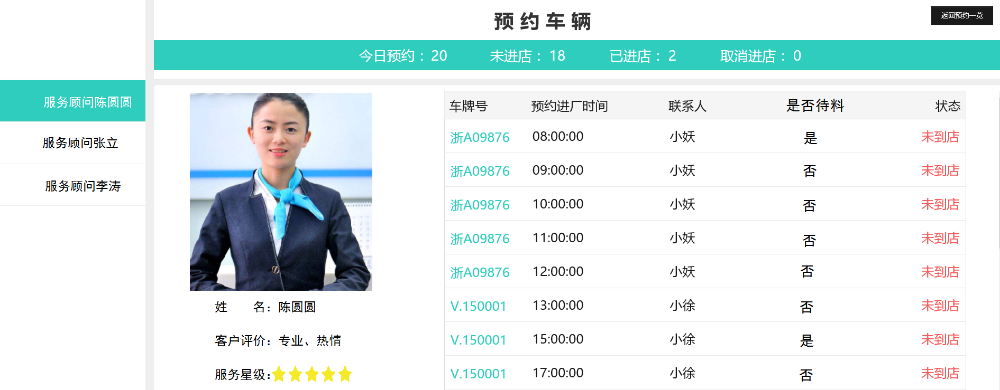 预约车辆
返回预约一览
今日预约：20 未进店：18 已进店：2 取消进店：0
服务顾问陈圆圆
服务顾问张立
服务顾问李涛
姓 名：陈圆圆
客户评价：专业、热情
服务星级：
车牌号 预约进厂时间 联系人 是否待料 状态
浙A09876 08:00:00 小妖 是 未到店
浙A09876 09:00:00 小妖 否 未到店
浙A09876 10:00:00 小妖 否 未到店
浙A09876 11:00:00 小妖 否 未到店
浙A09876 12:00:00 小妖 否 未到店
V.150001 13:00:00 小徐 否 未到店
V.150001 15:00:00 小徐 是 未到店
V.150001 17:00:00 小徐 否 未到店